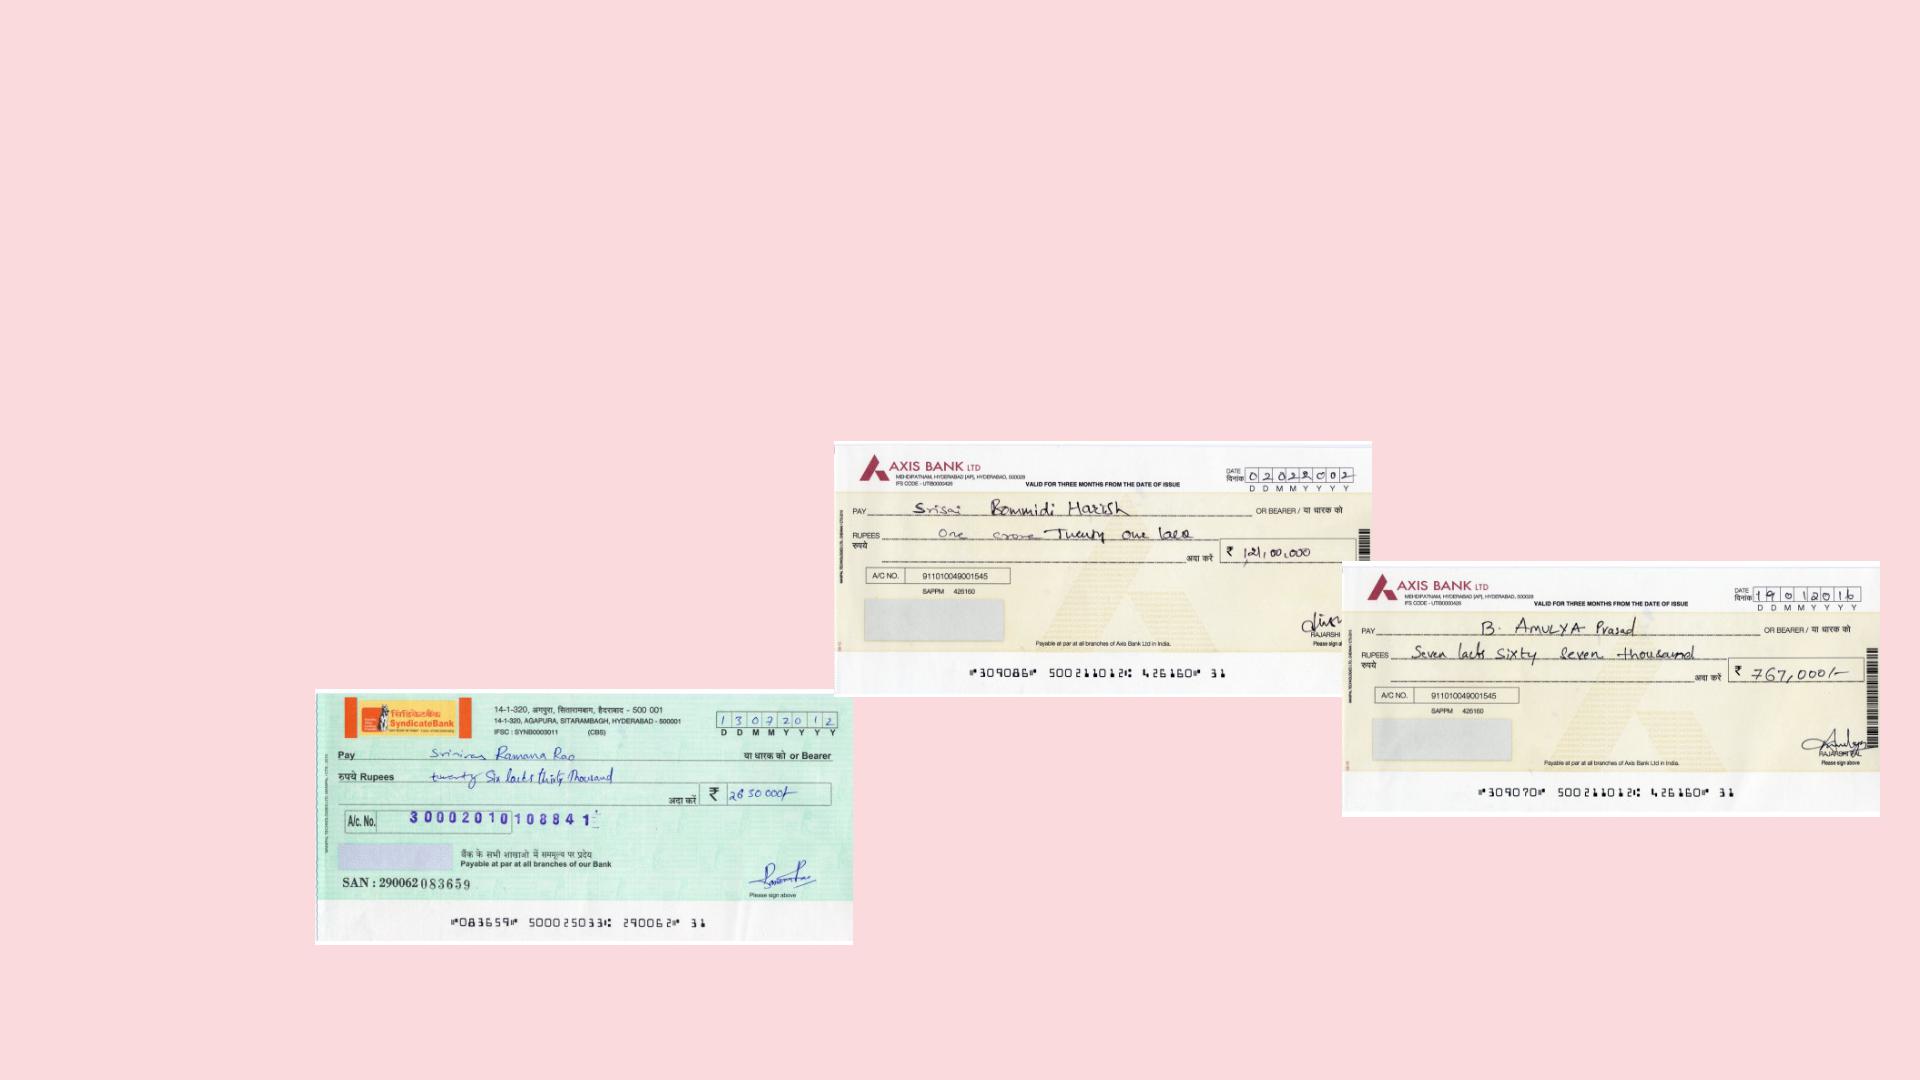 AXIS BANK LTD
MEHDIPATNAM, HYDERABAD [AP], HYDERABAD, 500028
IFS CODE - UTIB0000426
VALID FOR THREE MONTHS FROM THE DATE OF ISSUE
DATE
दिनांक 02022002
D D M M Y Y Y Y
PAY Srisai Bommidi Harish OR BEARER / या धारक को
RUPEES One crore Twenty one lacs
रुपये
अदा करें ₹ 1,21,00,000
A/C NO. 911010049001545
SAPPM 426160
RAJARSHI
Payable at par at all branches of Axis Bank Ltd in India.
Please sign a
⑈309086⑈ 500211012⑆ 426160⑈ 31
AXIS BANK LTD
MEHDIPATNAM, HYDERABAD [AP], HYDERABAD, 500028
IFS CODE - UTIB0000426
VALID FOR THREE MONTHS FROM THE DATE OF ISSUE
DATE
दिनांक 19012016
D D M M Y Y Y Y
PAY B. AMULYA Prasad OR BEARER / या धारक को
RUPEES Seven lacks Sixty Seven thousand
रुपये
अदा करें ₹ 767,000/-
A/C NO. 911010049001545
SAPPM 426160
RAJARSHI PAL
Payable at par at all branches of Axis Bank Ltd in India.
Please sign above
⑈309070⑈ 500211012⑆ 426160⑈ 31
सिंडिकेटबैंक
SyndicateBank
14-1-320, अगपुरा, सितारामबाग, हैदराबाद - 500 001
14-1-320, AGAPURA, SITARAMBAGH, HYDERABAD - 500001
IFSC : SYNB0003011 (CBS)
13072012
D D M M Y Y Y Y
Pay Srinivas Ramana Rao या धारक को or Bearer
रुपये Rupees twenty Six lacks thirty Thousand
अदा करें ₹ 2630000/-
A/c. No. 30002010108841
बैंक के सभी शाखाओं में सममूल्य पर प्रदेय
Payable at par at all branches of our Bank
SAN : 290062083659
Please sign above
⑈083659⑈ 500025033⑆ 290062⑈ 31